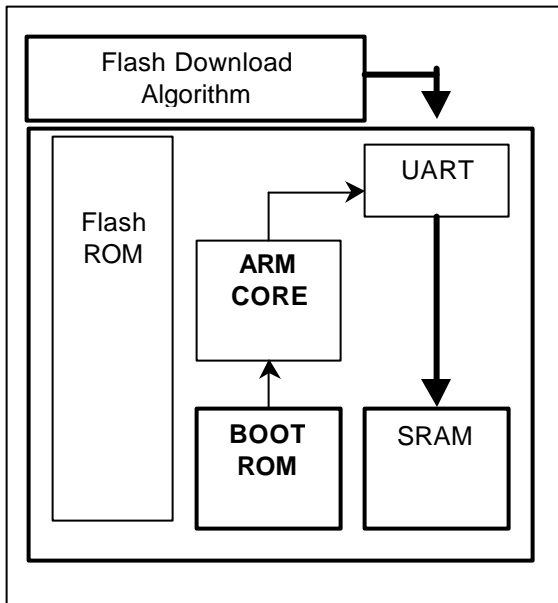 Flash Download
Algorithm
UART
Flash
ROM
ARM
CORE
BOOT
ROM
SRAM